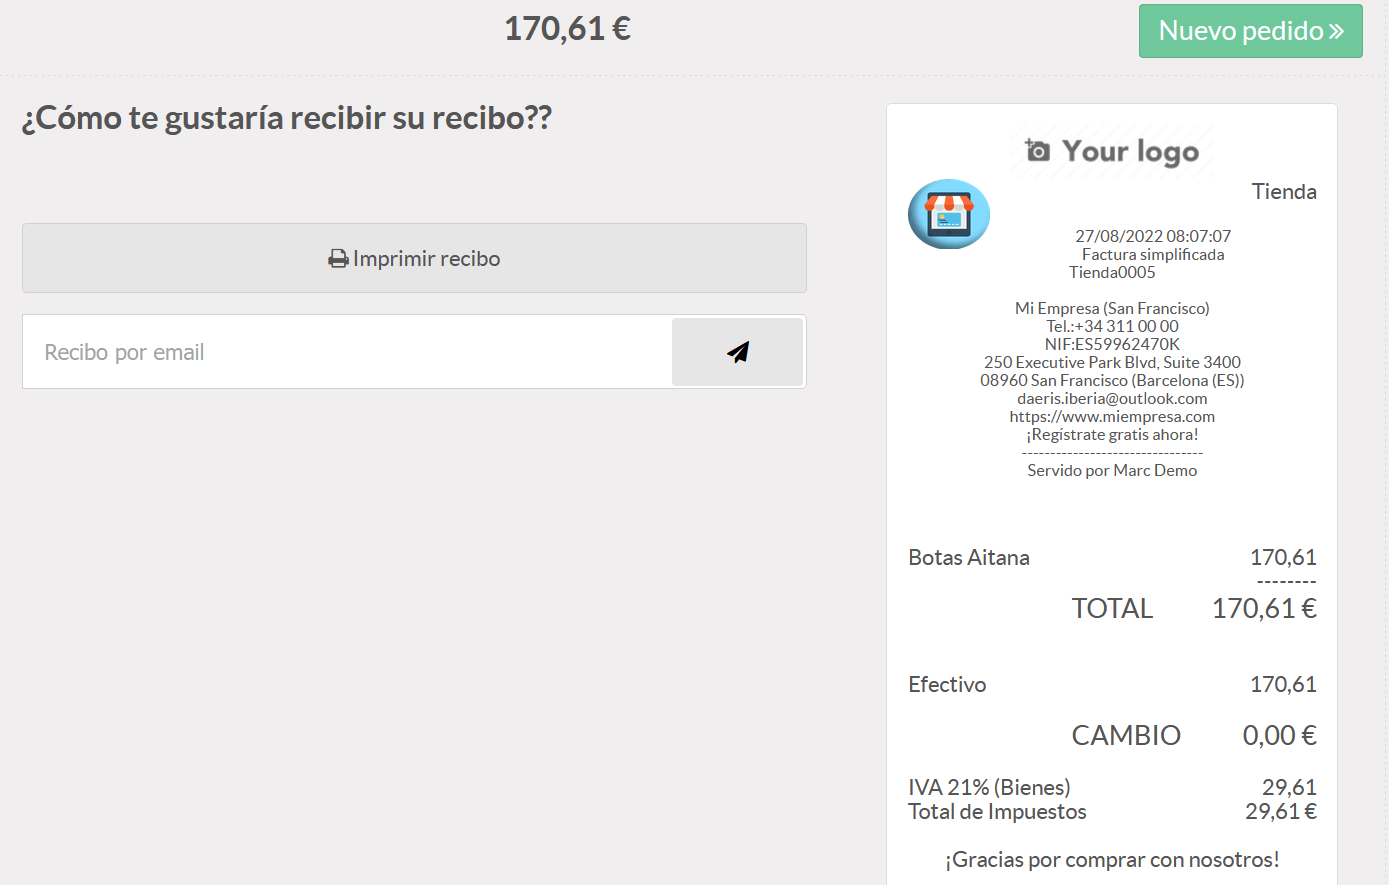 170,61 €
Nuevo pedido »
¿Cómo te gustaría recibir su recibo??
Imprimir recibo
Recibo por email
Your logo
Tienda
27/08/2022 08:07:07
Factura simplificada
Tienda0005
Mi Empresa (San Francisco)
Tel.:+34 311 00 00
NIF:ES59962470K
250 Executive Park Blvd, Suite 3400
08960 San Francisco (Barcelona (ES))
daeris.iberia@outlook.com
https://www.miempresa.com
¡Regístrate gratis ahora!
--------------------------------
Servido por Marc Demo
Botas Aitana 170,61
--------
TOTAL 170,61 €
Efectivo 170,61
CAMBIO 0,00 €
IVA 21% (Bienes) 29,61
Total de Impuestos 29,61 €
¡Gracias por comprar con nosotros!